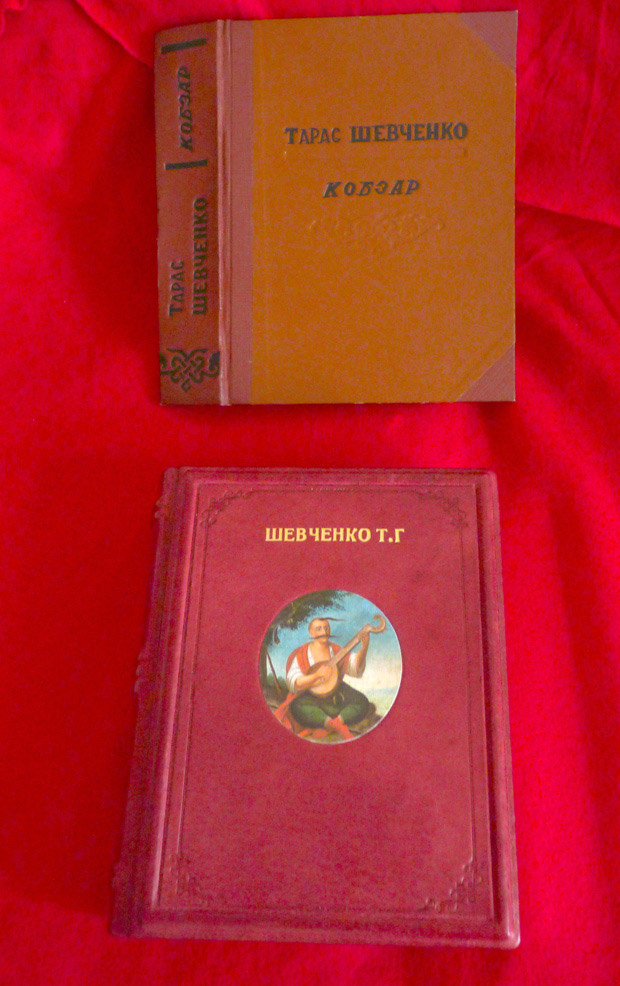 Тарас ШЕВЧЕНКО
КОБЗАР
Тарас
ШЕВЧЕНКО
КОБЗАР
ШЕВЧЕНКО Т.Г